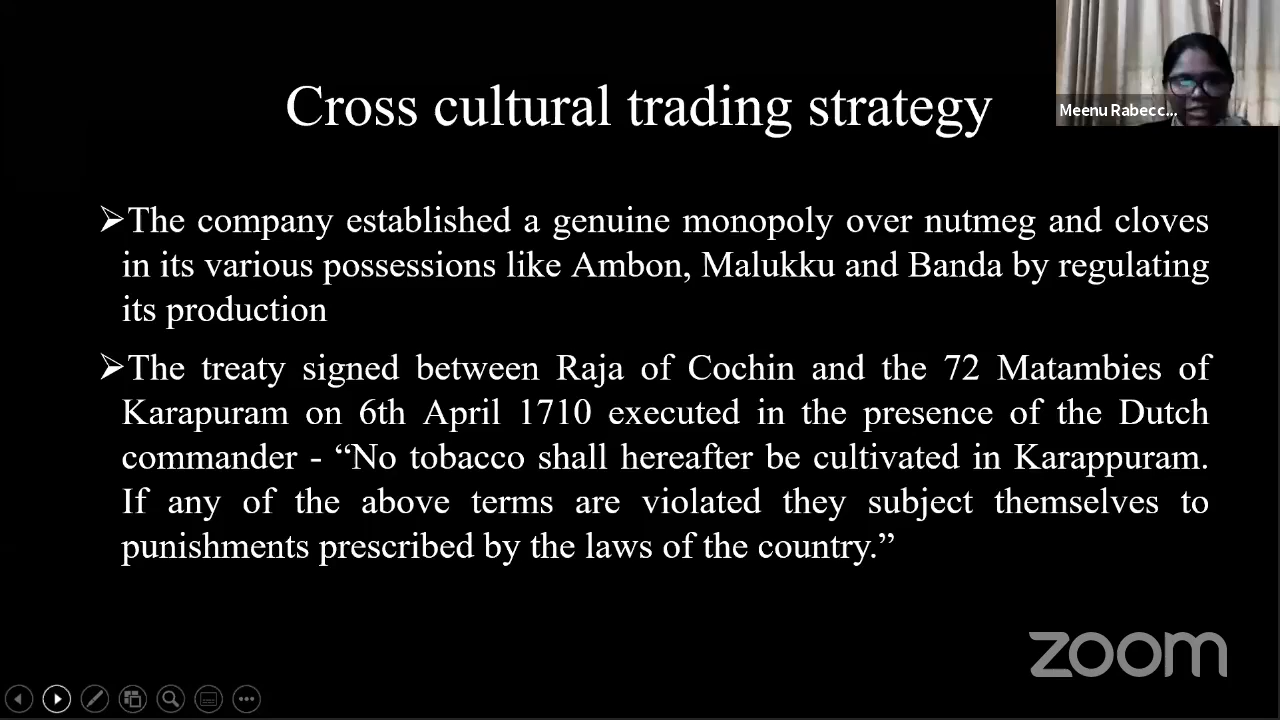 Cross cultural trading strategy
Meenu Rabecc...
➢The company established a genuine monopoly over nutmeg and cloves
in its various possessions like Ambon, Malukku and Banda by regulating
its production
➢The treaty signed between Raja of Cochin and the 72 Matambies of
Karapuram on 6th April 1710 executed in the presence of the Dutch
commander - “No tobacco shall hereafter be cultivated in Karappuram.
If any of the above terms are violated they subject themselves to
punishments prescribed by the laws of the country.”
zoom